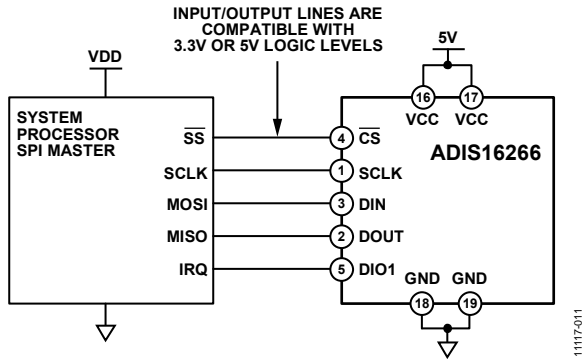 INPUT/OUTPUT LINES ARE
COMPATIBLE WITH
3.3V OR 5V LOGIC LEVELS
VDD
5V
SYSTEM
PROCESSOR
SPI MASTER
SS
SCLK
MOSI
MISO
IRQ
16
17
VCC
VCC
ADIS16266
4
CS
1
SCLK
3
DIN
2
DOUT
5
DIO1
GND
GND
18
19
11117-011